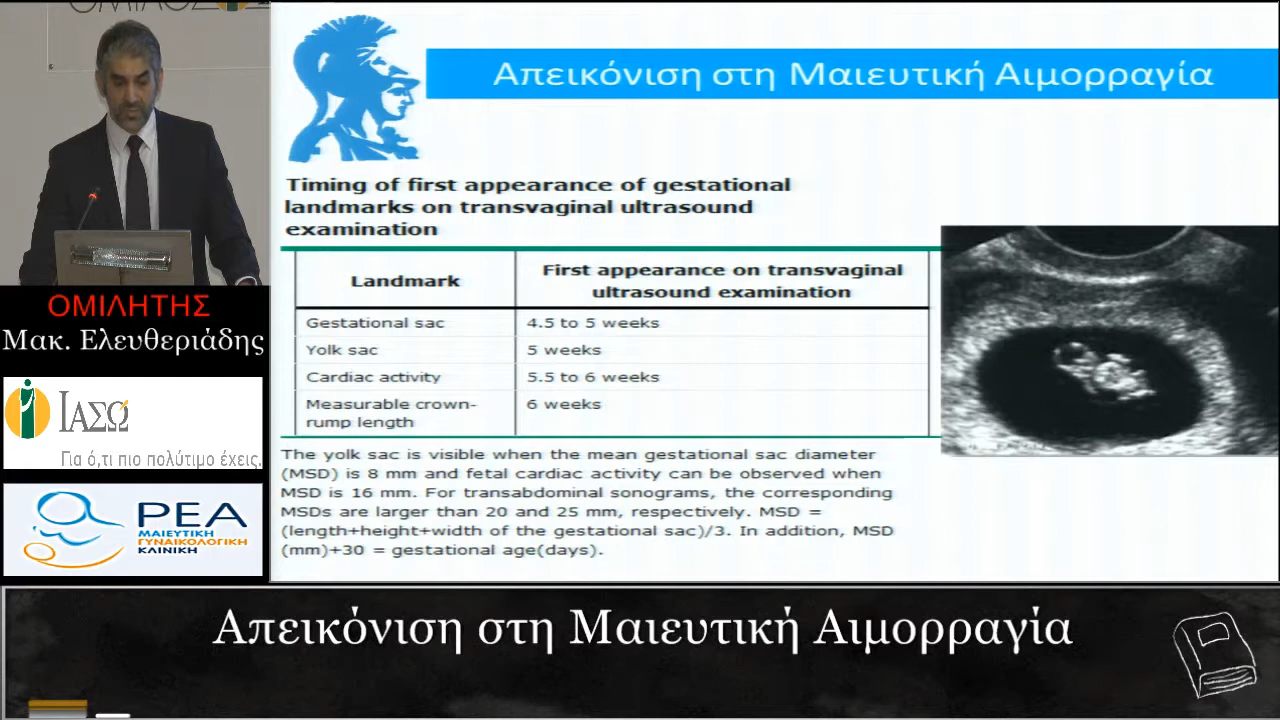 Απεικόνιση στη Μαιευτική Αιμορραγία
Timing of first appearance of gestational
landmarks on transvaginal ultrasound
examination
Landmark
First appearance on transvaginal
ultrasound examination
Gestational sac
4.5 to 5 weeks
Yolk sac
5 weeks
Cardiac activity
5.5 to 6 weeks
Measurable crown-
rump length
6 weeks
The yolk sac is visible when the mean gestational sac diameter
(MSD) is 8 mm and fetal cardiac activity can be observed when
MSD is 16 mm. For transabdominal sonograms, the corresponding
MSDs are larger than 20 and 25 mm, respectively. MSD =
(length+height+width of the gestational sac)/3. In addition, MSD
(mm)+30 = gestational age(days).
ΟΜΙΛΗΤΗΣ
Μακ. Ελευθεριάδης
ΙΑΣΩ
Για ό,τι πιο πολύτιμο έχεις.
ΡΕΑ
ΜΑΙΕΥΤΙΚΗ
ΓΥΝΑΙΚΟΛΟΓΙΚΗ
ΚΛΙΝΙΚΗ
Απεικόνιση στη Μαιευτική Αιμορραγία